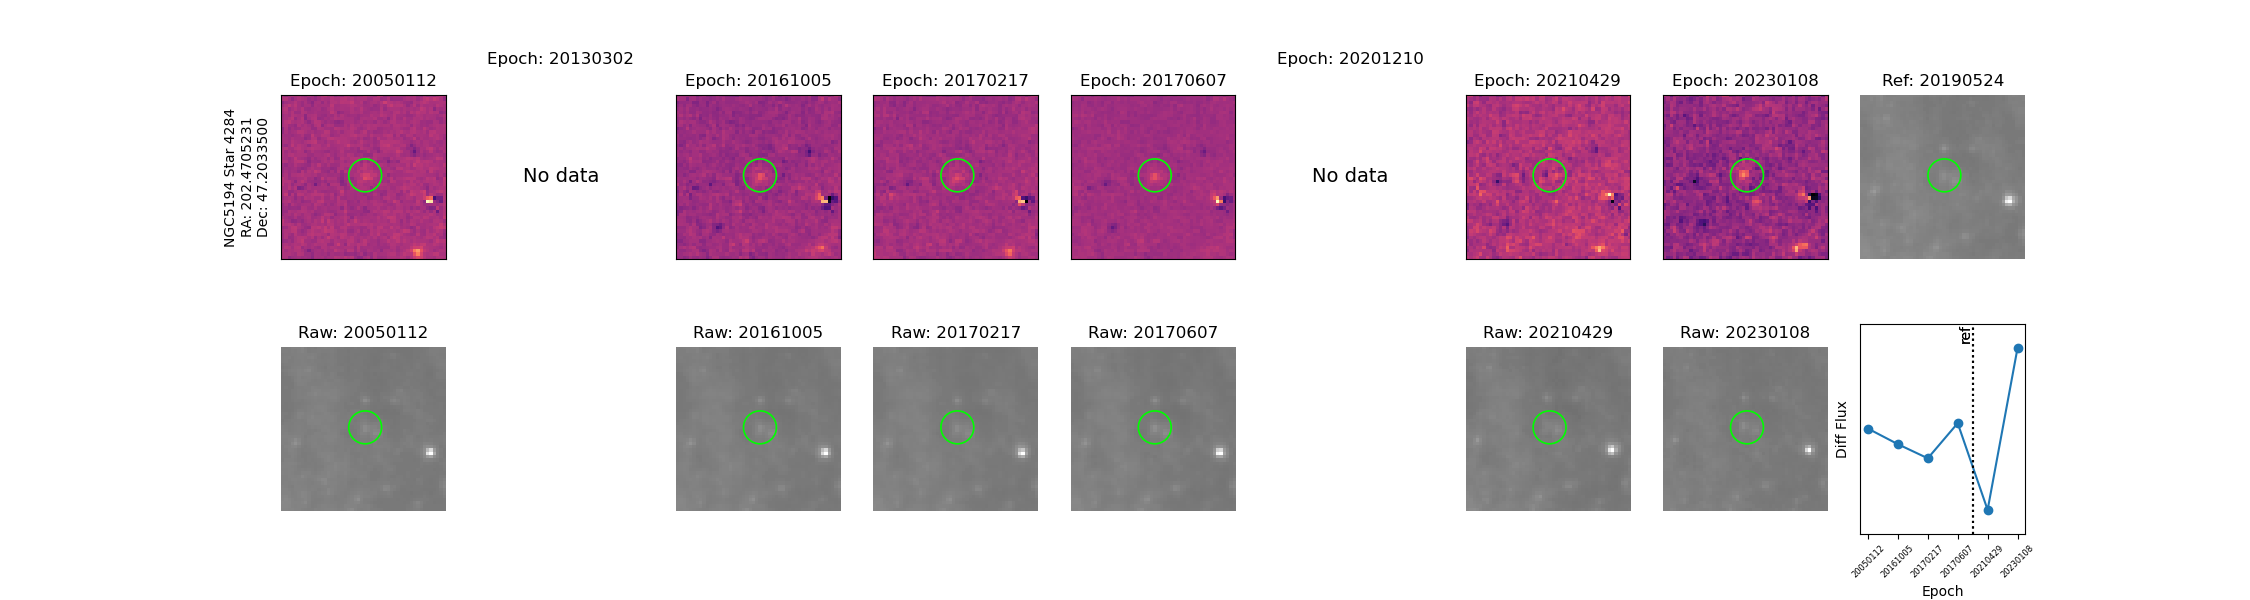 Epoch: 20130302
Epoch: 20201210
Epoch: 20050112
Epoch: 20161005
Epoch: 20170217
Epoch: 20170607
Epoch: 20210429
Epoch: 20230108
Ref: 20190524
NGC5194 Star 4284
RA: 202.4705231
Dec: 47.2033500
No data
No data
Raw: 20050112
Raw: 20161005
Raw: 20170217
Raw: 20170607
Raw: 20210429
Raw: 20230108
ref
Diff Flux
20050112
20161005
20170217
20170607
20210429
20230108
Epoch